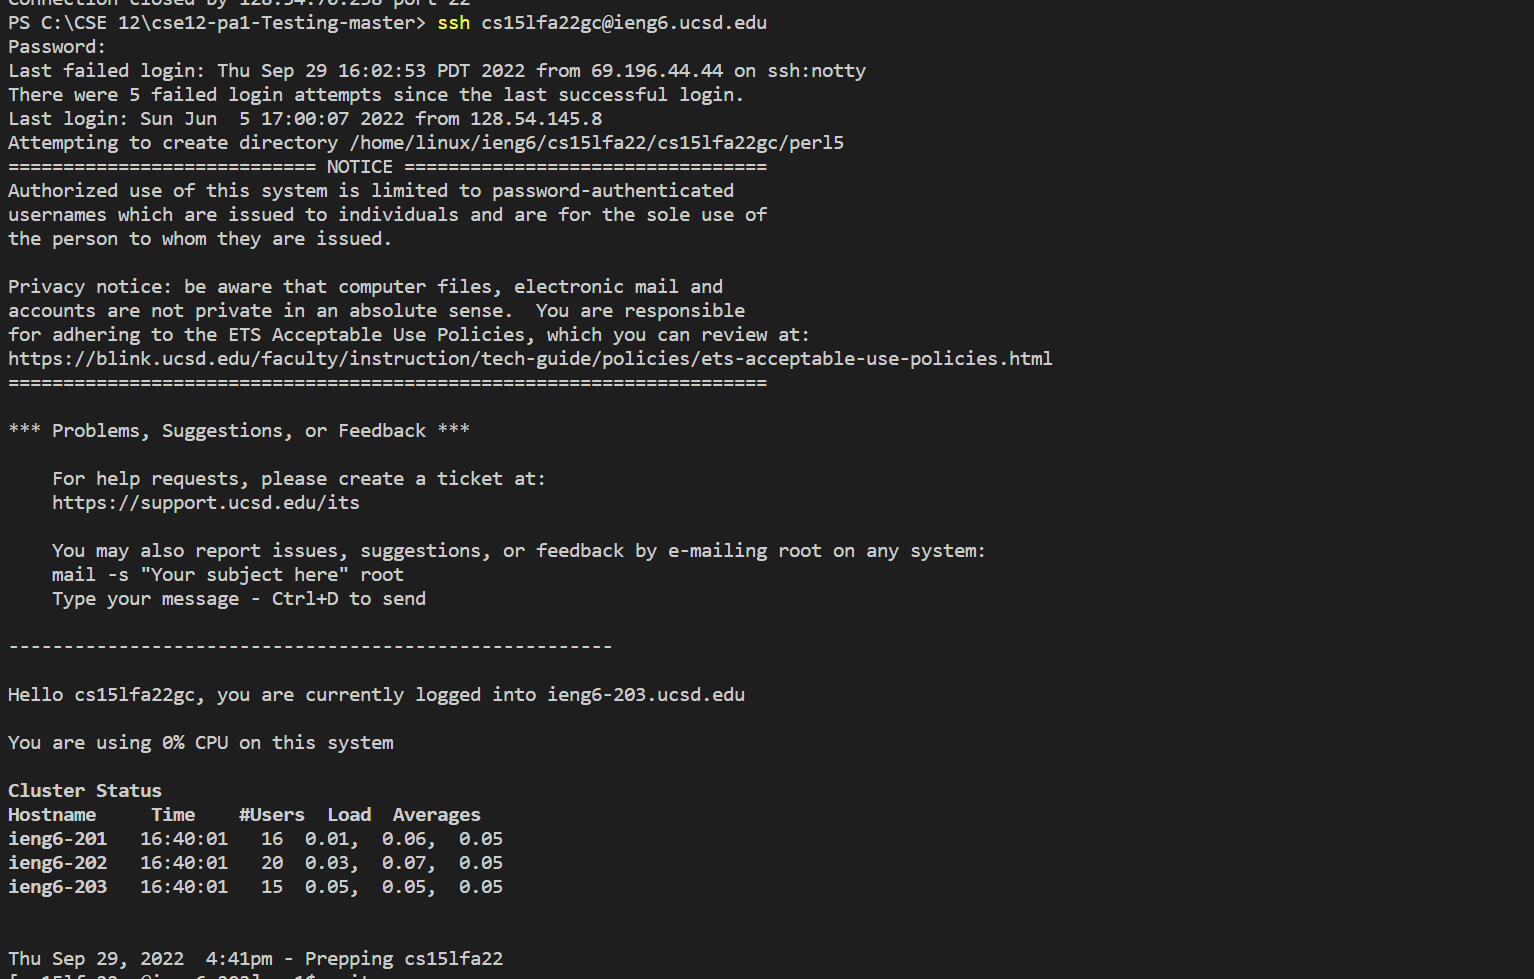 Connection closed by 128.54.70.238 port 22
PS C:\CSE 12\cse12-pa1-Testing-master> ssh cs15lfa22gc@ieng6.ucsd.edu
Password:
Last failed login: Thu Sep 29 16:02:53 PDT 2022 from 69.196.44.44 on ssh:notty
There were 5 failed login attempts since the last successful login.
Last login: Sun Jun  5 17:00:07 2022 from 128.54.145.8
Attempting to create directory /home/linux/ieng6/cs15lfa22/cs15lfa22gc/perl5
============================ NOTICE =================================
Authorized use of this system is limited to password-authenticated
usernames which are issued to individuals and are for the sole use of
the person to whom they are issued.
Privacy notice: be aware that computer files, electronic mail and
accounts are not private in an absolute sense.  You are responsible
for adhering to the ETS Acceptable Use Policies, which you can review at:
https://blink.ucsd.edu/faculty/instruction/tech-guide/policies/ets-acceptable-use-policies.html
=====================================================================
*** Problems, Suggestions, or Feedback ***
For help requests, please create a ticket at:
https://support.ucsd.edu/its
You may also report issues, suggestions, or feedback by e-mailing root on any system:
mail -s "Your subject here" root
Type your message - Ctrl+D to send
-------------------------------------------------------
Hello cs15lfa22gc, you are currently logged into ieng6-203.ucsd.edu
You are using 0% CPU on this system
Cluster Status
Hostname     Time    #Users  Load  Averages
ieng6-201   16:40:01   16  0.01,  0.06,  0.05
ieng6-202   16:40:01   20  0.03,  0.07,  0.05
ieng6-203   16:40:01   15  0.05,  0.05,  0.05
Thu Sep 29, 2022  4:41pm - Prepping cs15lfa22